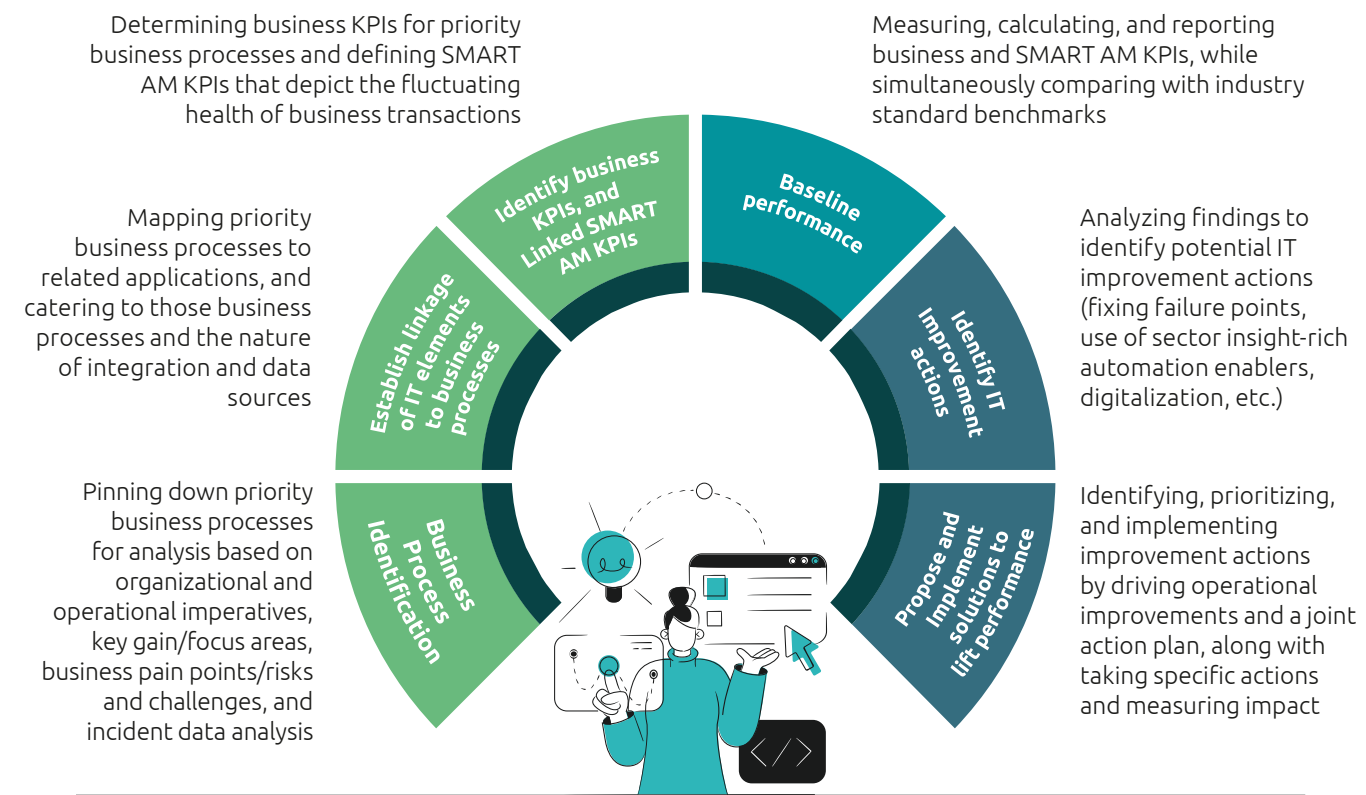 Determining business KPIs for priority
business processes and defining SMART
AM KPIs that depict the fluctuating
health of business transactions
Measuring, calculating, and reporting
business and SMART AM KPIs, while
simultaneously comparing with industry
standard benchmarks
Identify business
KPIs, and
Linked SMART
AM KPIs
Baseline
performance
Mapping priority
business processes to
related applications, and
catering to those business
processes and the nature
of integration and data
sources
Establish linkage
of IT elements
to business
processes
Identify IT
Improvement
actions
Analyzing findings to
identify potential IT
improvement actions
(fixing failure points,
use of sector insight-rich
automation enablers,
digitalization, etc.)
Pinning down priority
business processes
for analysis based on
organizational and
operational imperatives,
key gain/focus areas,
business pain points/risks
and challenges, and
incident data analysis
Business
Process
Identification
Propose and
Implement
solutions to
lift performance
Identifying, prioritizing,
and implementing
improvement actions
by driving operational
improvements and a joint
action plan, along with
taking specific actions
and measuring impact